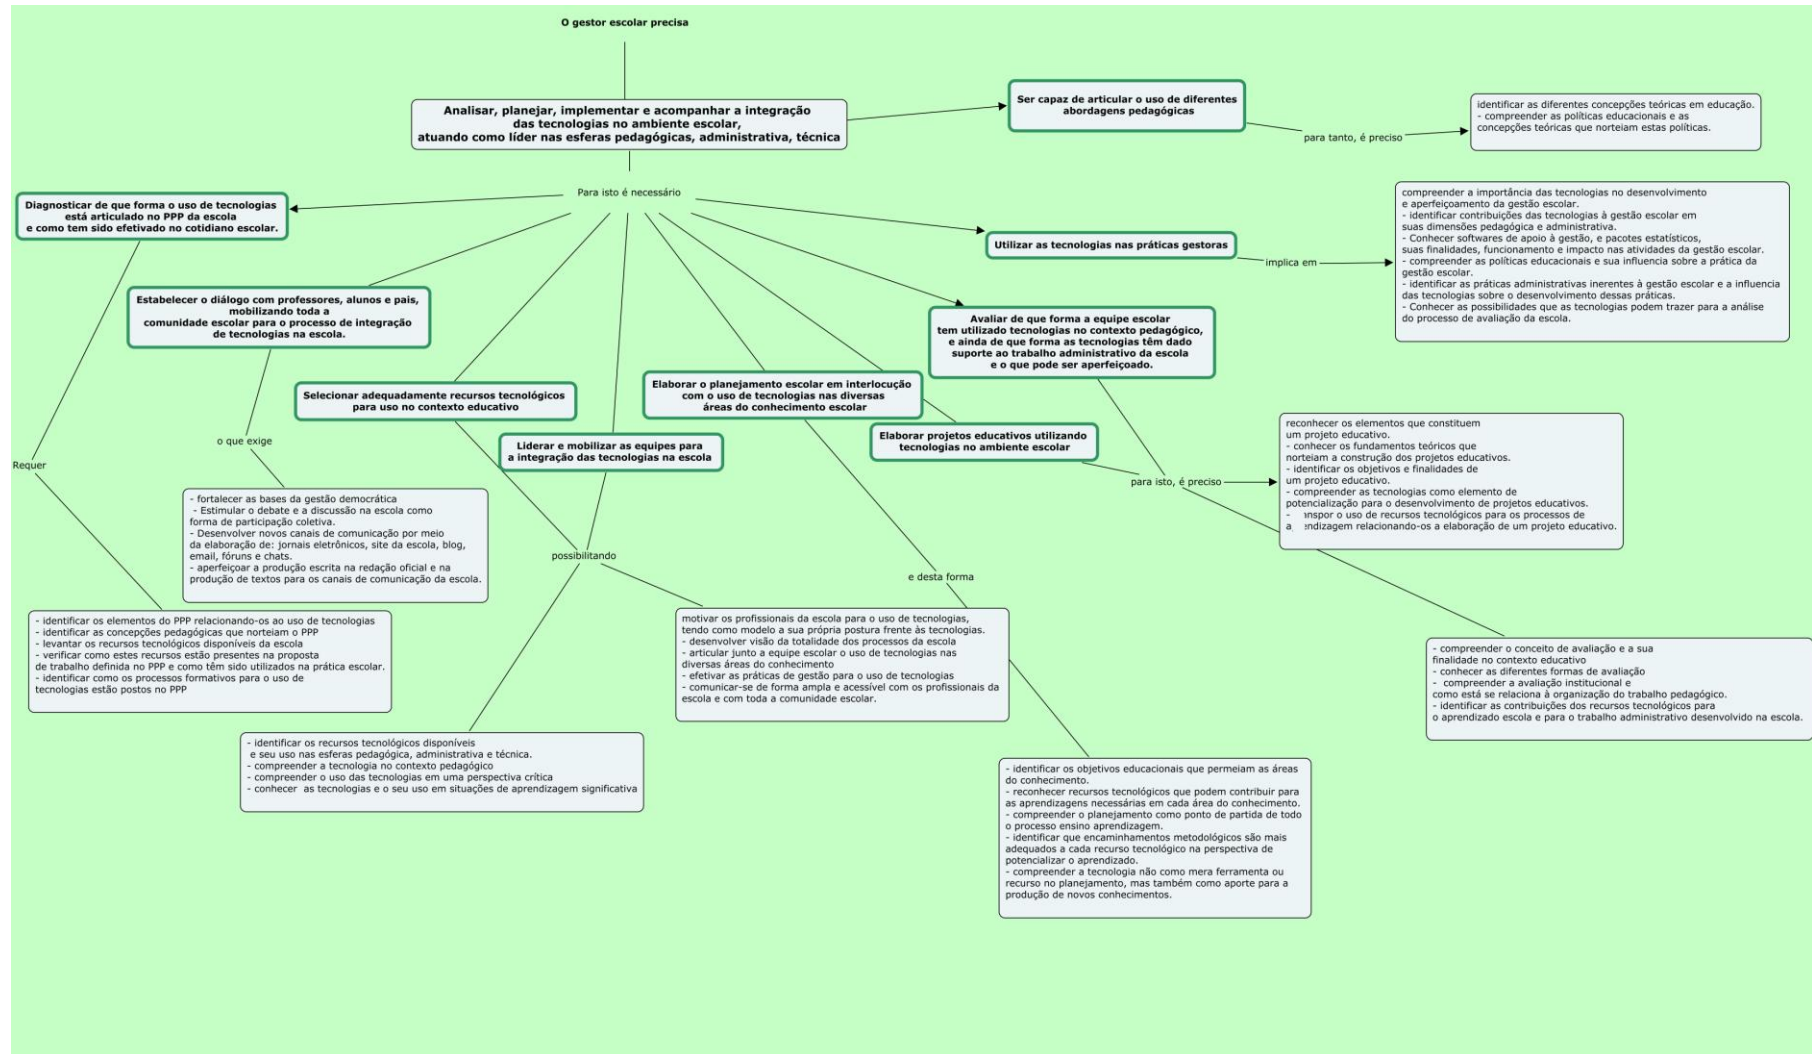 O gestor escolar precisa
Analisar, planejar, implementar e acompanhar a integração
das tecnologias no ambiente escolar,
atuando como líder nas esferas pedagógicas, administrativa, técnica
Ser capaz de articular o uso de diferentes
abordagens pedagógicas
para tanto, é preciso
identificar as diferentes concepções teóricas em educação.
- compreender as políticas educacionais e as
concepções teóricas que norteiam estas políticas.
Para isto é necessário
Diagnosticar de que forma o uso de tecnologias
está articulado no PPP da escola
e como tem sido efetivado no cotidiano escolar.
Utilizar as tecnologias nas práticas gestoras
implica em
compreender a importância das tecnologias no desenvolvimento
e aperfeiçoamento da gestão escolar.
- identificar contribuições das tecnologias à gestão escolar em
suas dimensões pedagógica e administrativa.
- Conhecer softwares de apoio à gestão, e pacotes estatísticos,
suas finalidades, funcionamento e impacto nas atividades da gestão escolar.
- compreender as políticas educacionais e sua influencia sobre a prática da
gestão escolar.
- identificar as práticas administrativas inerentes à gestão escolar e a influencia
das tecnologias sobre o desenvolvimento dessas práticas.
- Conhecer as possibilidades que as tecnologias podem trazer para a análise
do processo de avaliação da escola.
Estabelecer o diálogo com professores, alunos e pais,
mobilizando toda a
comunidade escolar para o processo de integração
de tecnologias na escola.
Avaliar de que forma a equipe escolar
tem utilizado tecnologias no contexto pedagógico,
e ainda de que forma as tecnologias têm dado
suporte ao trabalho administrativo da escola
e o que pode ser aperfeiçoado.
Selecionar adequadamente recursos tecnológicos
para uso no contexto educativo
Elaborar o planejamento escolar em interlocução
com o uso de tecnologias nas diversas
áreas do conhecimento escolar
Liderar e mobilizar as equipes para
a integração das tecnologias na escola
Elaborar projetos educativos utilizando
tecnologias no ambiente escolar
o que exige
Requer
para isto, é preciso
reconhecer os elementos que constituem
um projeto educativo.
- conhecer os fundamentos teóricos que
norteiam a construção dos projetos educativos.
- identificar os objetivos e finalidades de
um projeto educativo.
- compreender as tecnologias como elemento de
potencialização para o desenvolvimento de projetos educativos.
- nspor o uso de recursos tecnológicos para os processos de
a ndizagem relacionando-os a elaboração de um projeto educativo.
- fortalecer as bases da gestão democrática
- Estimular o debate e a discussão na escola como
forma de participação coletiva.
- Desenvolver novos canais de comunicação por meio
da elaboração de: jornais eletrônicos, site da escola, blog,
email, fóruns e chats.
- aperfeiçoar a produção escrita na redação oficial e na
produção de textos para os canais de comunicação da escola.
possibilitando
e desta forma
- identificar os elementos do PPP relacionando-os ao uso de tecnologias
- identificar as concepções pedagógicas que norteiam o PPP
- levantar os recursos tecnológicos disponíveis da escola
- verificar como estes recursos estão presentes na proposta
de trabalho definida no PPP e como têm sido utilizados na prática escolar.
- identificar como os processos formativos para o uso de
tecnologias estão postos no PPP
motivar os profissionais da escola para o uso de tecnologias,
tendo como modelo a sua própria postura frente às tecnologias.
- desenvolver visão da totalidade dos processos da escola
- articular junto a equipe escolar o uso de tecnologias nas
diversas áreas do conhecimento
- efetivar as práticas de gestão para o uso de tecnologias
- comunicar-se de forma ampla e acessível com os profissionais da
escola e com toda a comunidade escolar.
- compreender o conceito de avaliação e a sua
finalidade no contexto educativo
- conhecer as diferentes formas de avaliação
- compreender a avaliação institucional e
como está se relaciona à organização do trabalho pedagógico.
- identificar as contribuições dos recursos tecnológicos para
o aprendizado escola e para o trabalho administrativo desenvolvido na escola.
- identificar os recursos tecnológicos disponíveis
e seu uso nas esferas pedagógica, administrativa e técnica.
- compreender a tecnologia no contexto pedagógico
- compreender o uso das tecnologias em uma perspectiva crítica
- conhecer as tecnologias e o seu uso em situações de aprendizagem significativa
- identificar os objetivos educacionais que permeiam as áreas
do conhecimento.
- reconhecer recursos tecnológicos que podem contribuir para
as aprendizagens necessárias em cada área do conhecimento.
- compreender o planejamento como ponto de partida de todo
o processo ensino aprendizagem.
- identificar que encaminhamentos metodológicos são mais
adequados a cada recurso tecnológico na perspectiva de
potencializar o aprendizado.
- compreender a tecnologia não como mera ferramenta ou
recurso no planejamento, mas também como aporte para a
produção de novos conhecimentos.